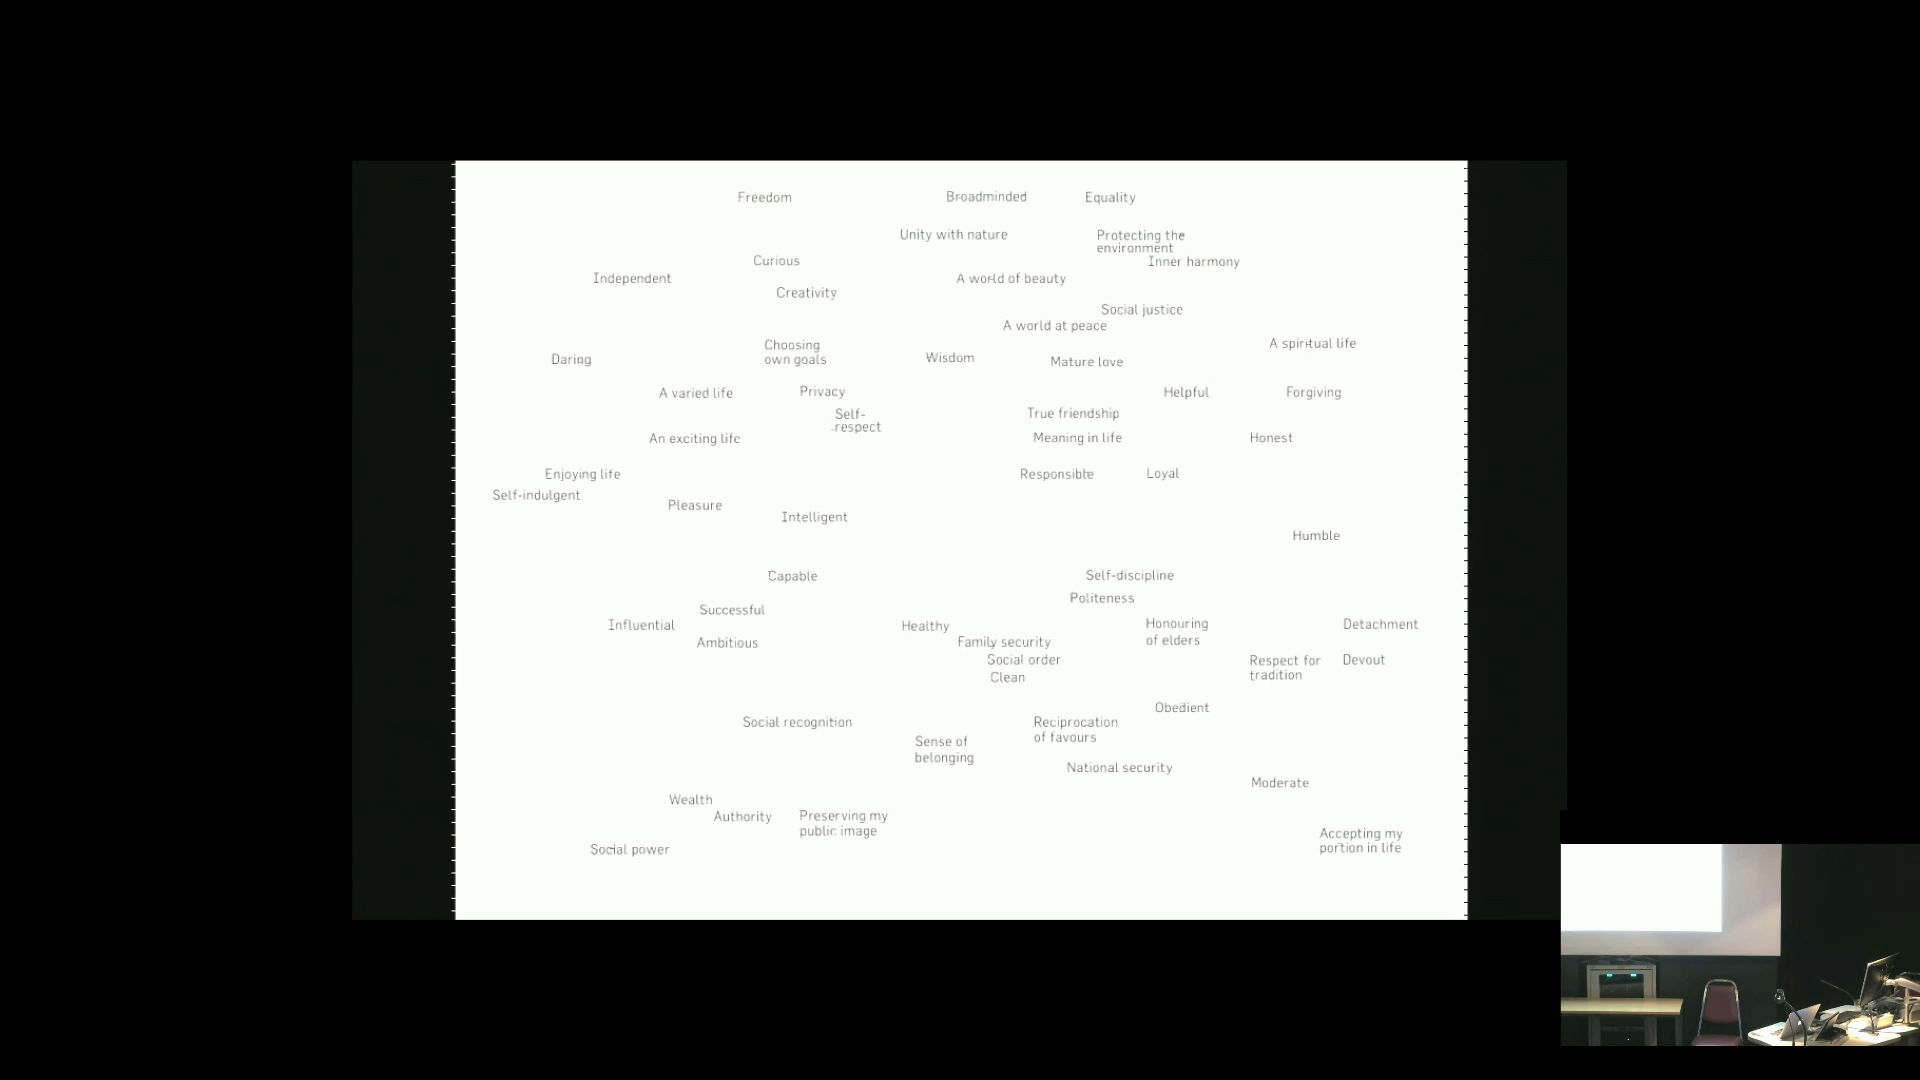 Freedom
Broadminded
Equality
Unity with nature
Protecting the
environment
Curious
Inner harmony
Independent
A world of beauty
Creativity
Social justice
A world at peace
A spiritual life
Choosing
own goals
Daring
Wisdom
Mature love
A varied life
Privacy
Helpful
Forgiving
Self-
respect
True friendship
An exciting life
Meaning in life
Honest
Enjoying life
Responsible
Loyal
Self-indulgent
Pleasure
Intelligent
Humble
Capable
Self-discipline
Politeness
Successful
Influential
Healthy
Honouring
of elders
Detachment
Ambitious
Family security
Social order
Respect for
tradition
Devout
Clean
Obedient
Social recognition
Reciprocation
of favours
Sense of
belonging
National security
Moderate
Wealth
Authority
Preserving my
public image
Accepting my
portion in life
Social power